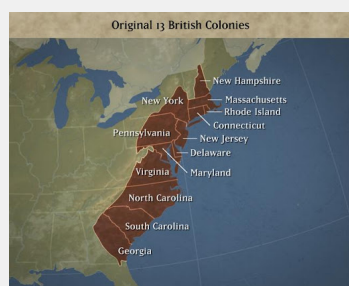 Original 13 British Colonies
New Hampshire
New York
Massachusetts
Rhode Island
Connecticut
Pennsylvania
New Jersey
Delaware
Virginia
Maryland
North Carolina
South Carolina
Georgia